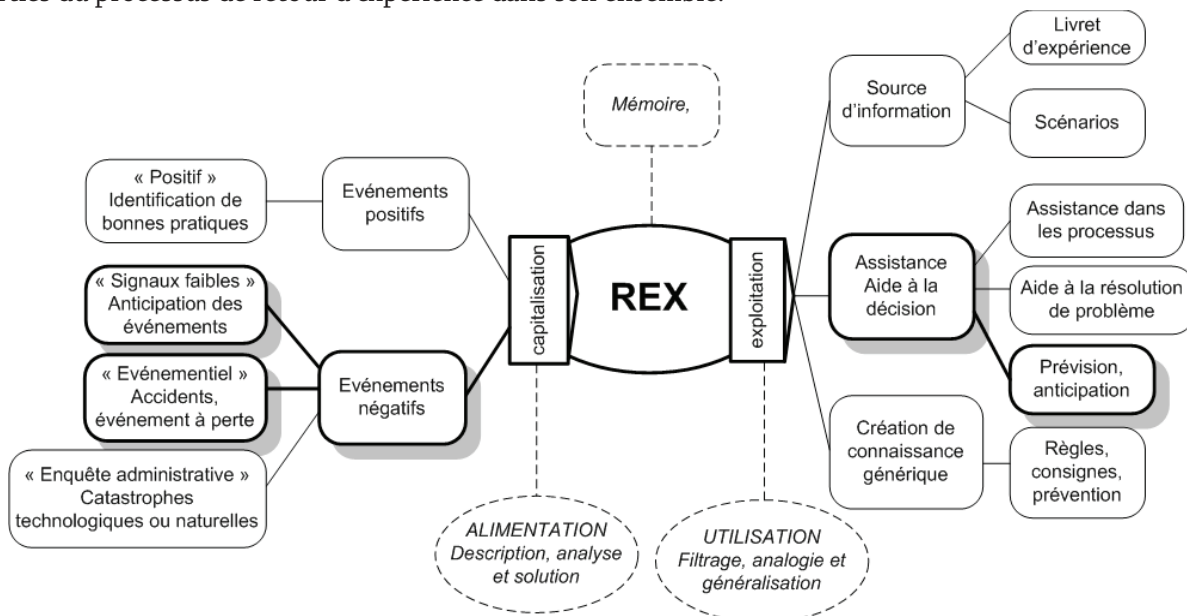 du processus de retour d'expérience dans son ensemble.
Livret
d'expérience
Source
d'information
Scénarios
Mémoire,
« Positif »
Identification de
bonnes pratiques
Evénements
positifs
« Signaux faibles »
Anticipation des
événements
« Evénementiel »
Accidents,
événement à perte
Evénements
négatifs
« Enquête administrative »
Catastrophes
technologiques ou naturelles
capitalisation
REX
exploitation
Assistance
Aide à la
décision
Assistance dans
les processus
Aide à la résolution
de problème
Prévision,
anticipation
Création de
connaissance
générique
Règles,
consignes,
prévention
ALIMENTATION
Description, analyse
et solution
UTILISATION
Filtrage, analogie et
généralisation